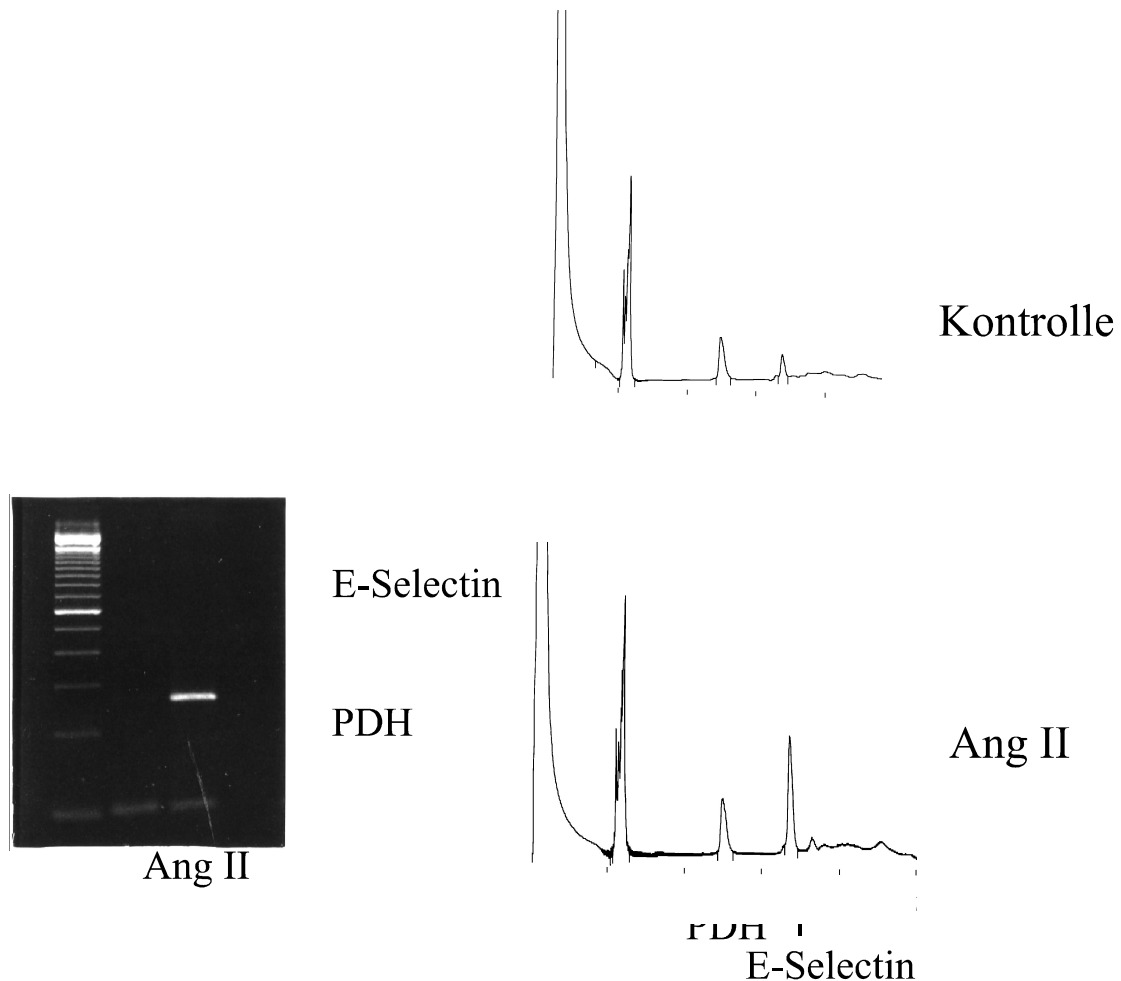 Kontrolle
E-Selectin
PDH
Ang II
Ang II
PDH
E-Selectin